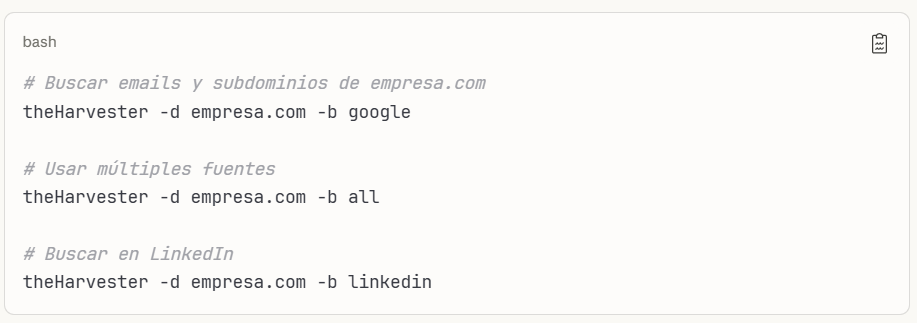 bash
# Buscar emails y subdominios de empresa.com
theHarvester -d empresa.com -b google
# Usar múltiples fuentes
theHarvester -d empresa.com -b all
# Buscar en LinkedIn
theHarvester -d empresa.com -b linkedin